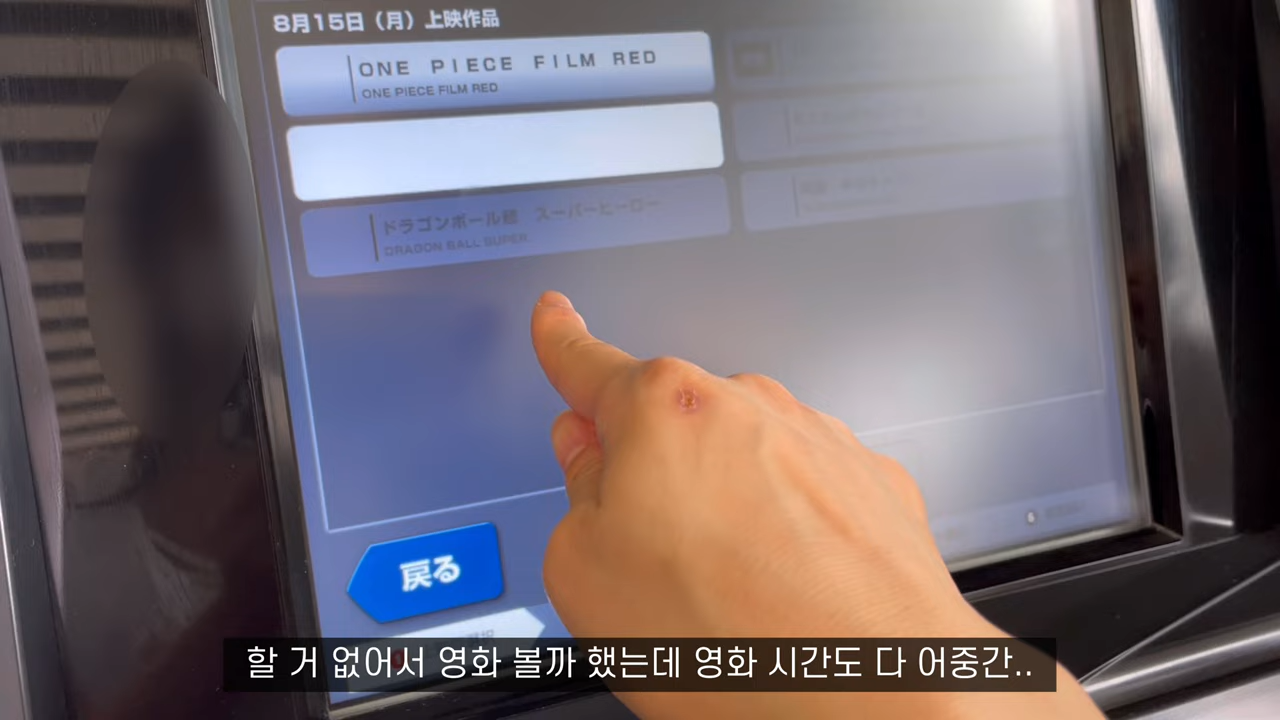 8月15日（月）上映作品
ONE PIECE FILM RED
ONE PIECE FILM RED
ドラゴンボール超 スーパーヒーロー
DRAGON BALL SUPER
戻る
할 거 없어서 영화 볼까 했는데 영화 시간도 다 어중간..